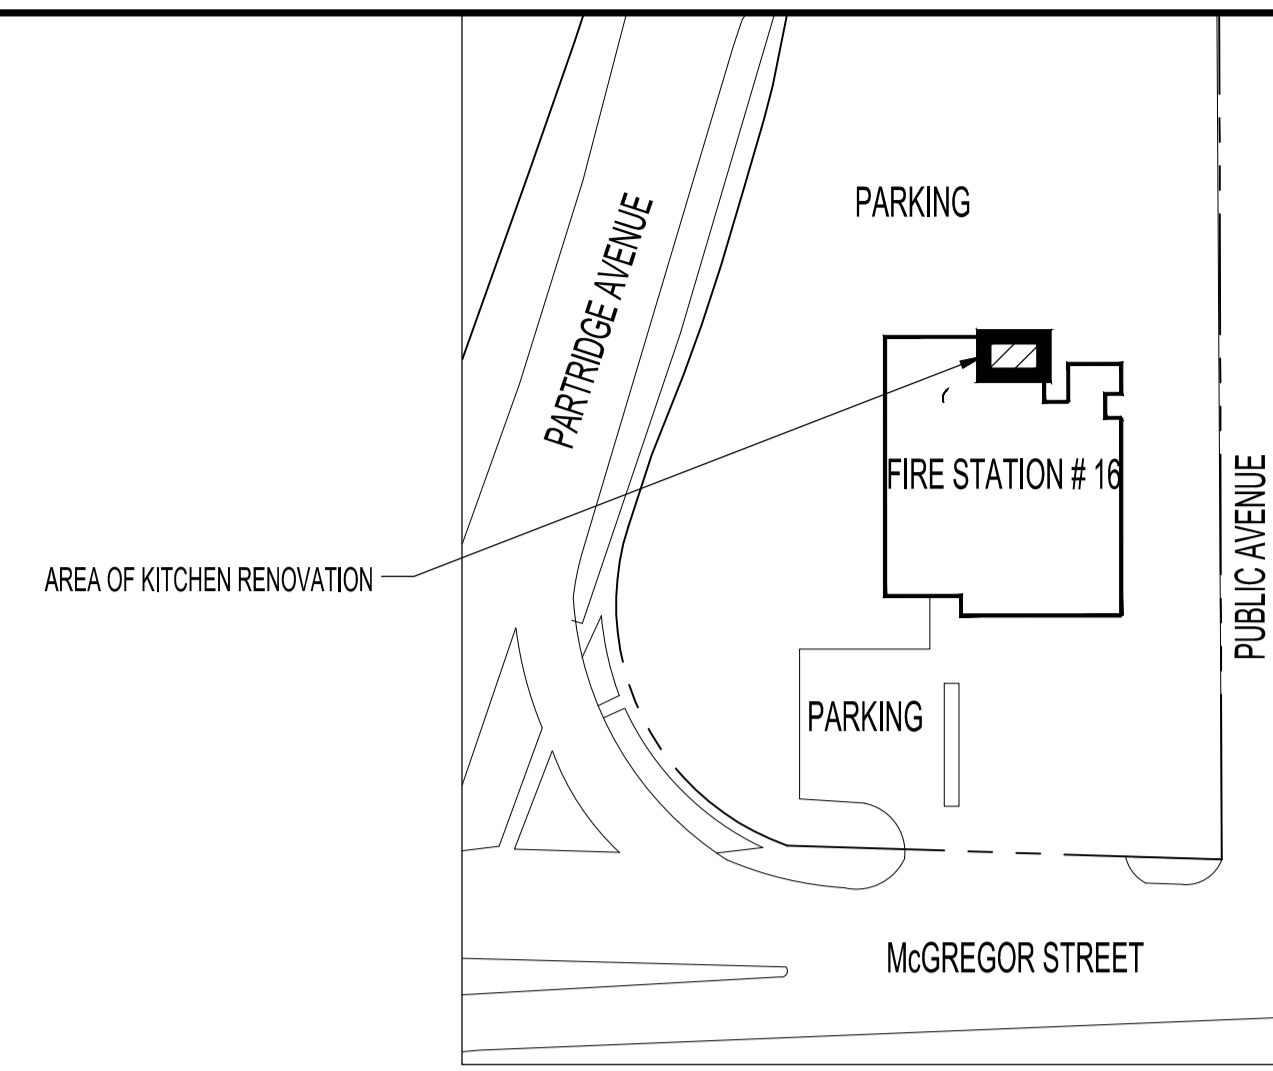 PARKING
PARTRIDGE AVENUE
FIRE STATION # 16
PUBLIC AVENUE
AREA OF KITCHEN RENOVATION
PARKING
McGREGOR STREET